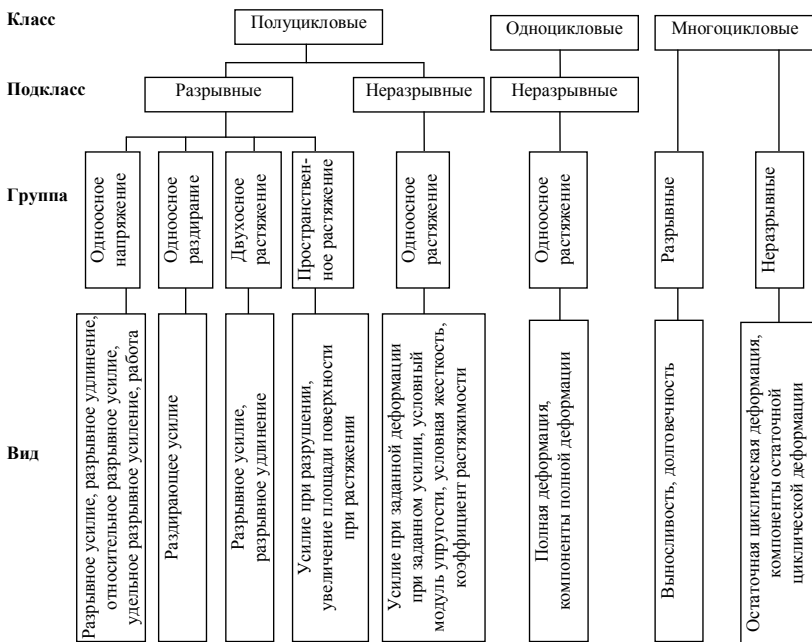 Класс
Полуцикловые
Одноцикловые
Многоцикловые
Подкласс
Разрывные
Неразрывные
Неразрывные
Группа
Одноосное
напряжение
Одноосное
раздирание
Двухосное
растяжение
Пространствен-
ное растяжение
Одноосное
растяжение
Одноосное
растяжение
Разрывные
Неразрывные
Вид
Разрывное усилие, разрывное удлинение,
относительное разрывное усилие,
удельное разрывное усиление, работа
Раздирающее усилие
Разрывное усилие,
разрывное удлинение
Усилие при разрушении,
увеличение площади поверхности
при растяжении
Усилие при заданной деформации
при заданном усилии, условный
модуль упругости, условная жесткость,
коэффициент растяжимости
Полная деформация,
компоненты полной деформации
Выносливость, долговечность
Остаточная циклическая деформация,
компоненты остаточной
циклической деформации